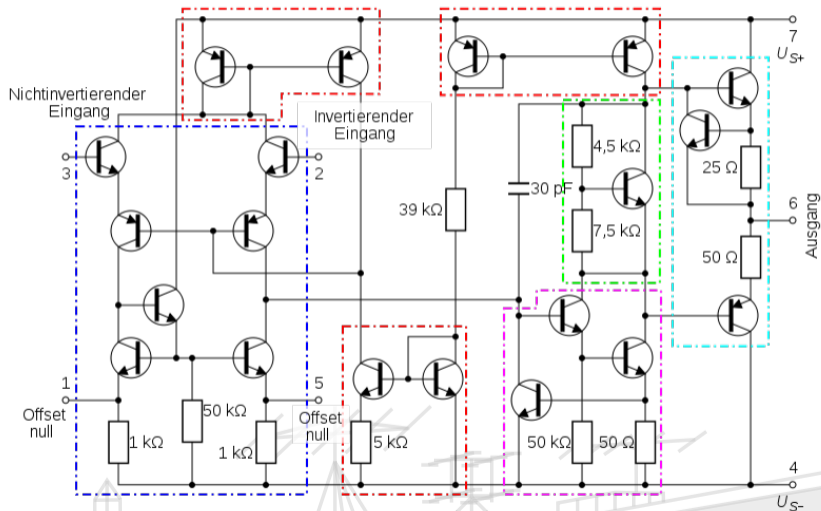 7
U_S+
Nichtinvertierender
Eingang
Invertierender
Eingang
3
2
4,5 kΩ
30 pF
25 Ω
39 kΩ
7,5 kΩ
6
Ausgang
50 Ω
1
5
Offset
null
50 kΩ
Offset
null
1 kΩ
1 kΩ
5 kΩ
50 kΩ
50 Ω
4
U_S−